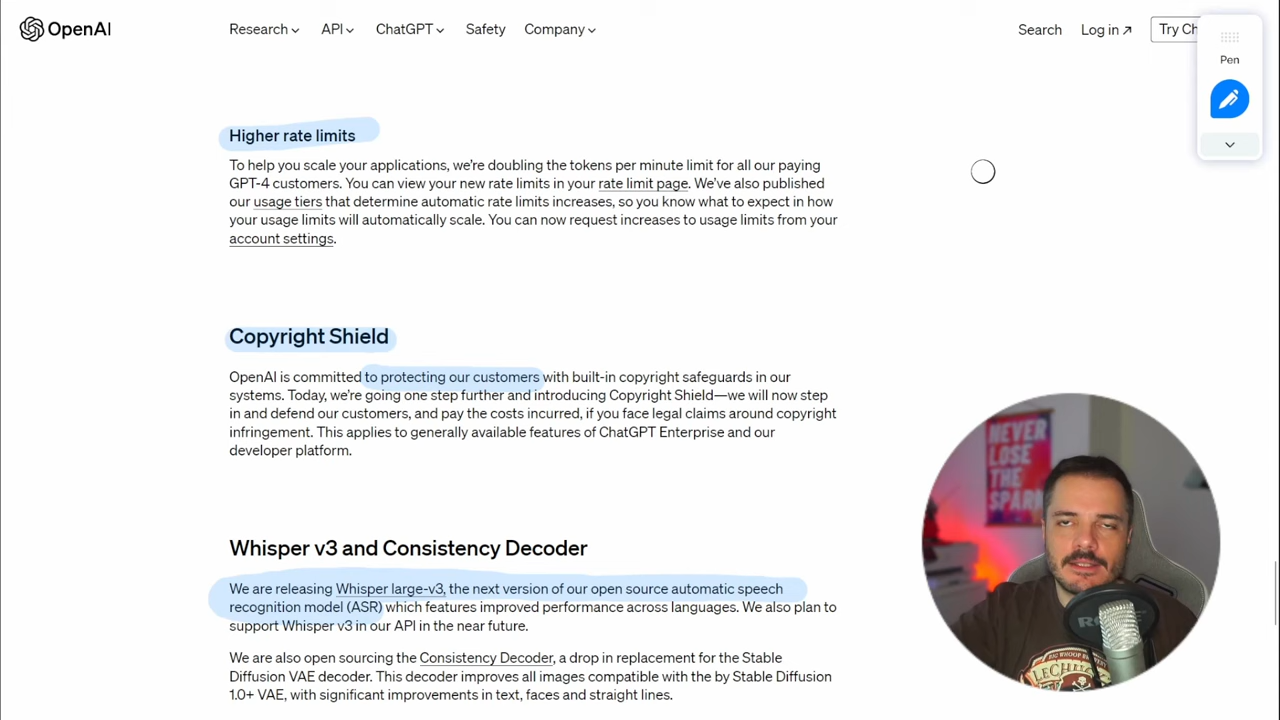 OpenAI
Research API ChatGPT Safety Company Search Log in ↗ Try Ch
Pen
Higher rate limits
To help you scale your applications, we're doubling the tokens per minute limit for all our paying
GPT-4 customers. You can view your new rate limits in your rate limit page. We've also published
our usage tiers that determine automatic rate limits increases, so you know what to expect in how
your usage limits will automatically scale. You can now request increases to usage limits from your
account settings.
Copyright Shield
OpenAI is committed to protecting our customers with built-in copyright safeguards in our
systems. Today, we're going one step further and introducing Copyright Shield—we will now step
in and defend our customers, and pay the costs incurred, if you face legal claims around copyright
infringement. This applies to generally available features of ChatGPT Enterprise and our
developer platform.
Whisper v3 and Consistency Decoder
We are releasing Whisper large-v3, the next version of our open source automatic speech
recognition model (ASR) which features improved performance across languages. We also plan to
support Whisper v3 in our API in the near future.
We are also open sourcing the Consistency Decoder, a drop in replacement for the Stable
Diffusion VAE decoder. This decoder improves all images compatible with the by Stable Diffusion
1.0+ VAE, with significant improvements in text, faces and straight lines.
NEVER
LOSE
THE
SPARK